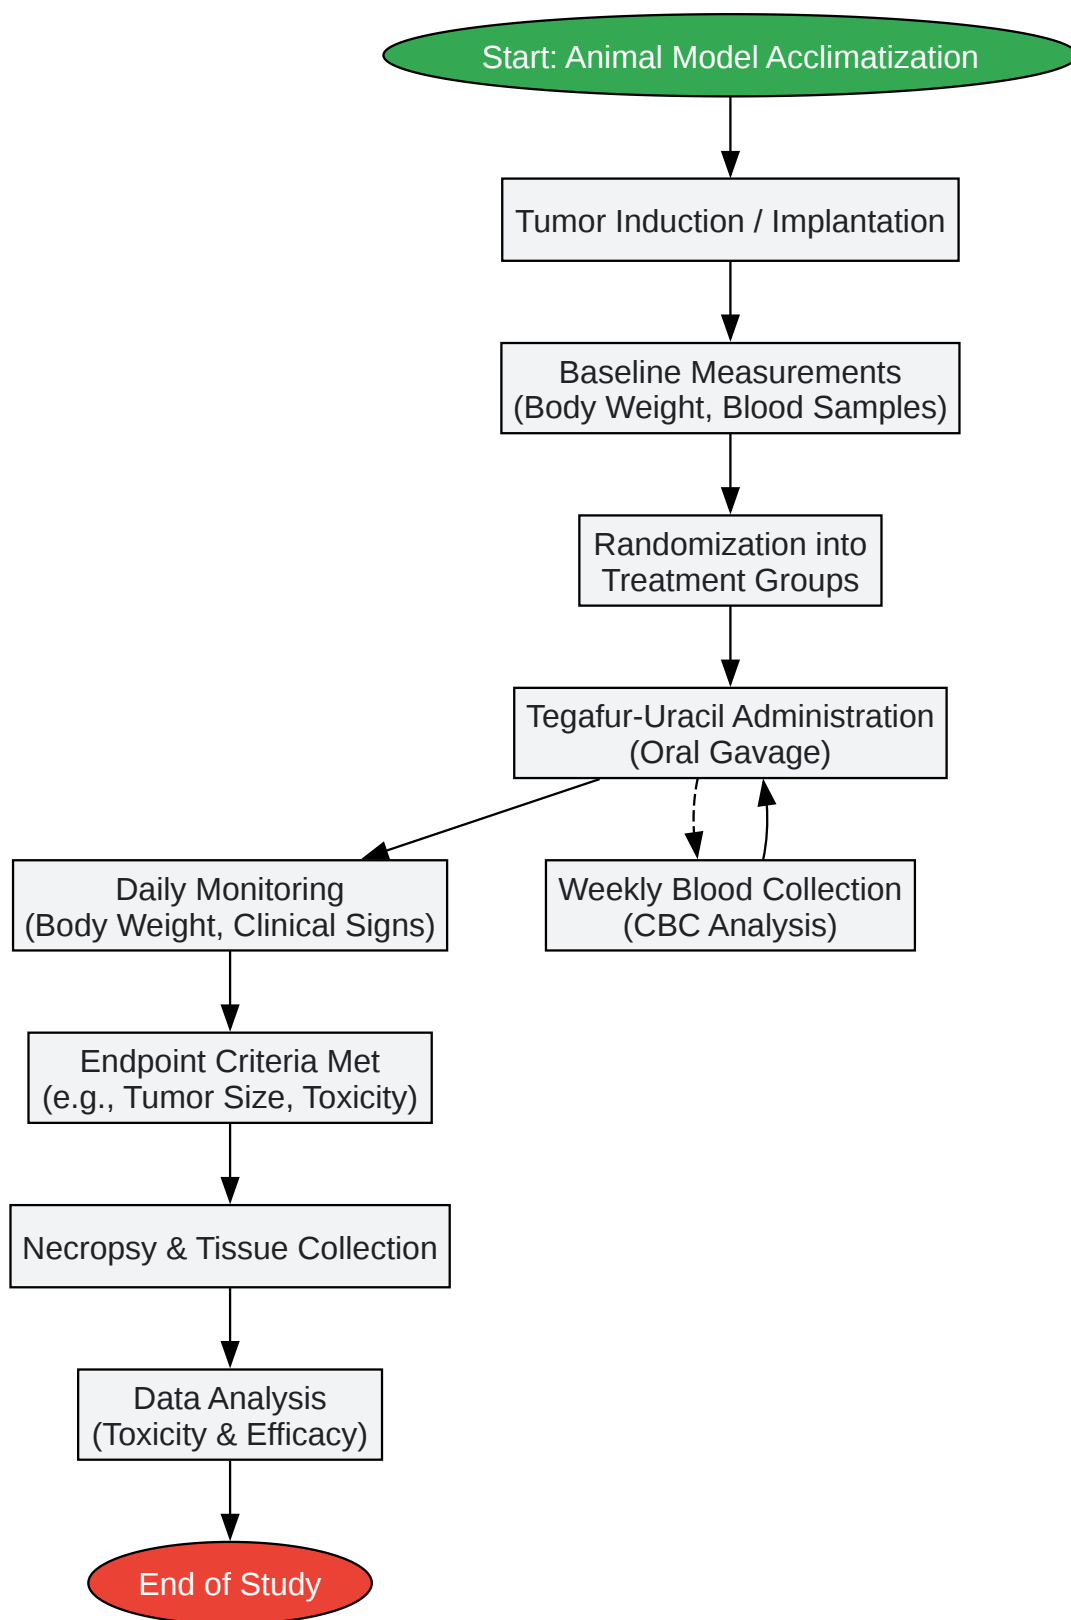 Start: Animal Model Acclimatization
Tumor Induction / Implantation
Baseline Measurements
(Body Weight, Blood Samples)
Randomization into
Treatment Groups
Tegafur-Uracil Administration
(Oral Gavage)
Daily Monitoring
(Body Weight, Clinical Signs)
Weekly Blood Collection
(CBC Analysis)
Endpoint Criteria Met
(e.g., Tumor Size, Toxicity)
Necropsy & Tissue Collection
Data Analysis
(Toxicity & Efficacy)
End of Study